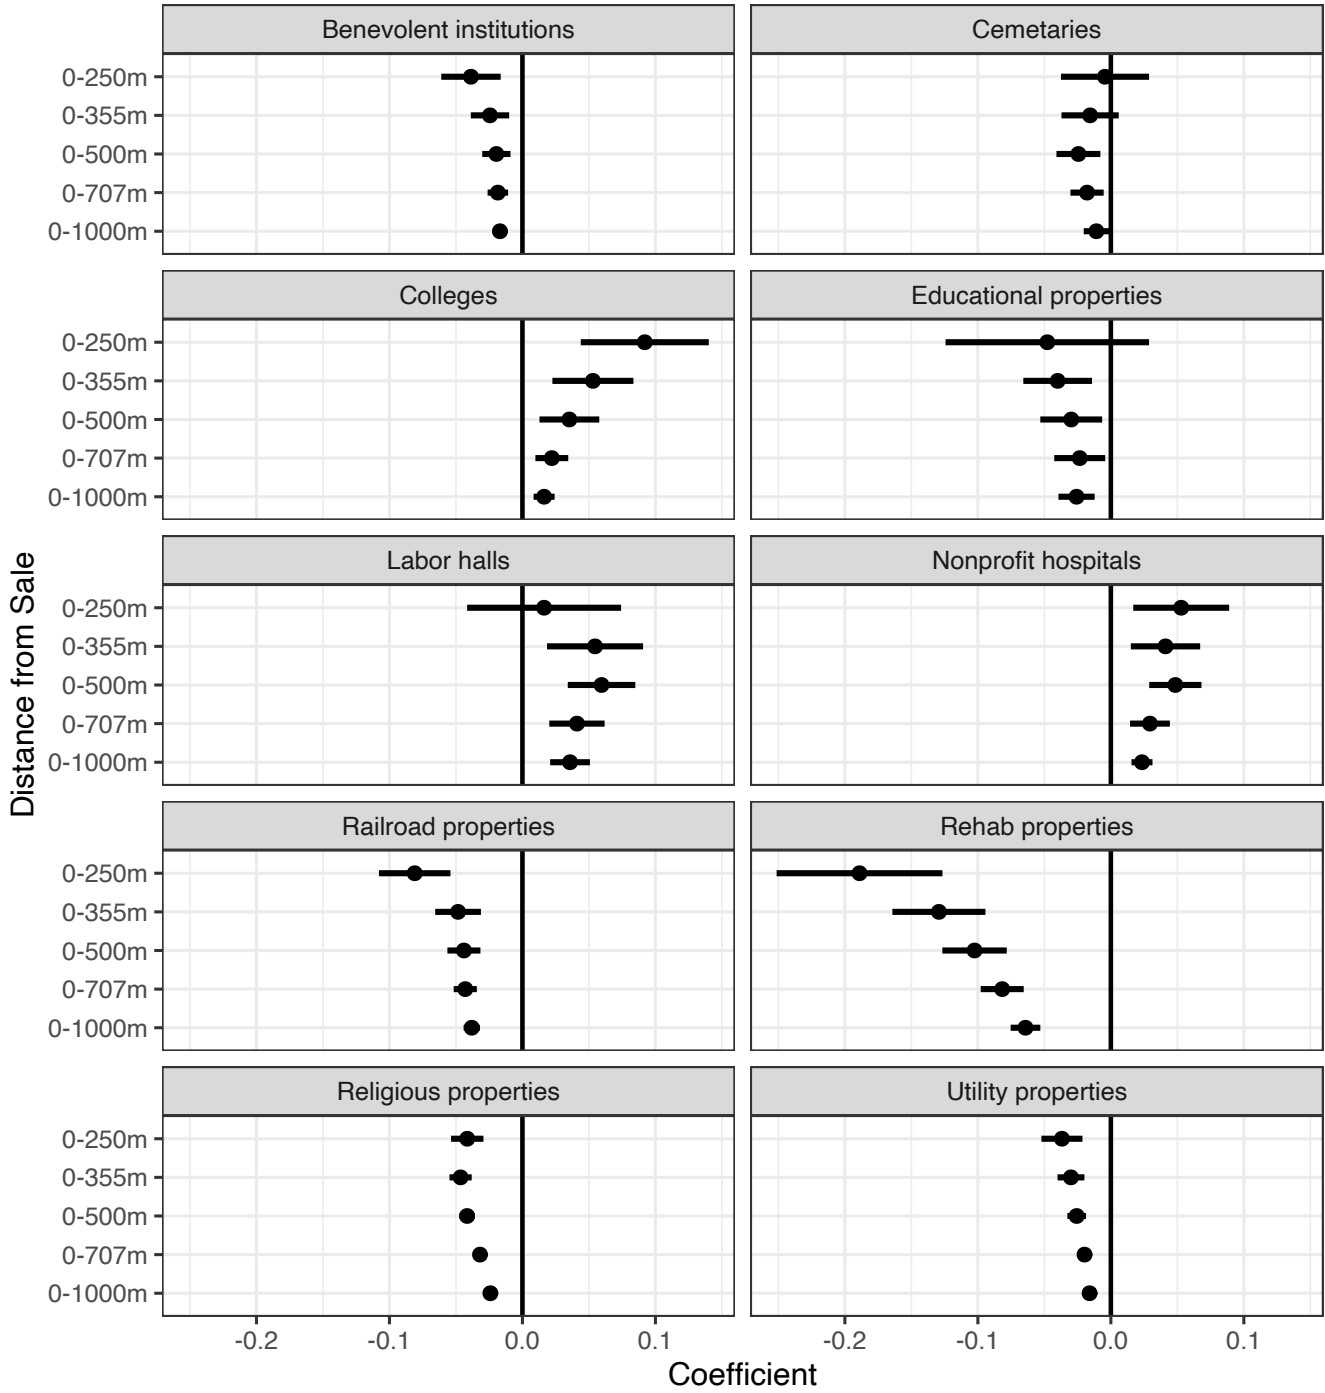 Benevolent institutions
Cemetaries
0-250m
0-355m
0-500m
0-707m
0-1000m
Colleges
Educational properties
0-250m
0-355m
0-500m
0-707m
0-1000m
Labor halls
Nonprofit hospitals
0-250m
0-355m
0-500m
0-707m
0-1000m
Distance from Sale
Railroad properties
Rehab properties
0-250m
0-355m
0-500m
0-707m
0-1000m
Religious properties
Utility properties
0-250m
0-355m
0-500m
0-707m
0-1000m
-0.2 -0.1 0.0 0.1
-0.2 -0.1 0.0 0.1
Coefficient